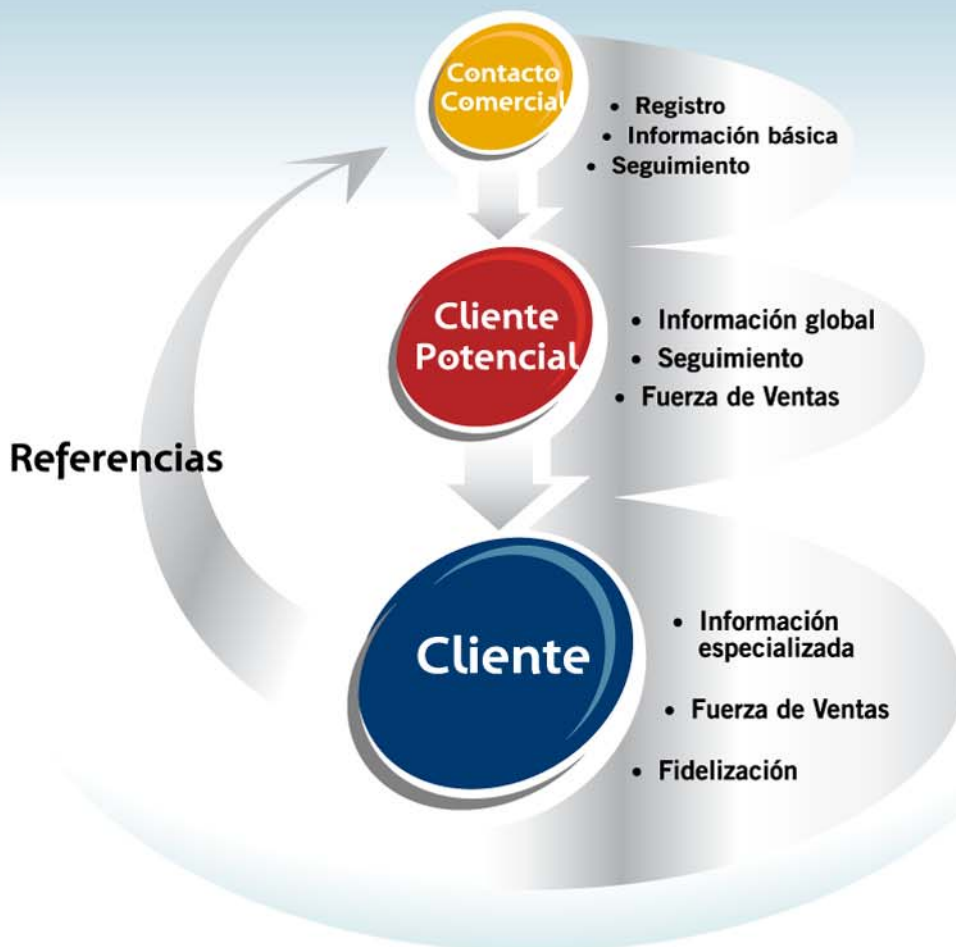 Contacto
Comercial
• Registro
• Información básica
• Seguimiento
Cliente
Potencial
• Información global
• Seguimiento
• Fuerza de Ventas
Referencias
Cliente
• Información
especializada
• Fuerza de Ventas
• Fidelización